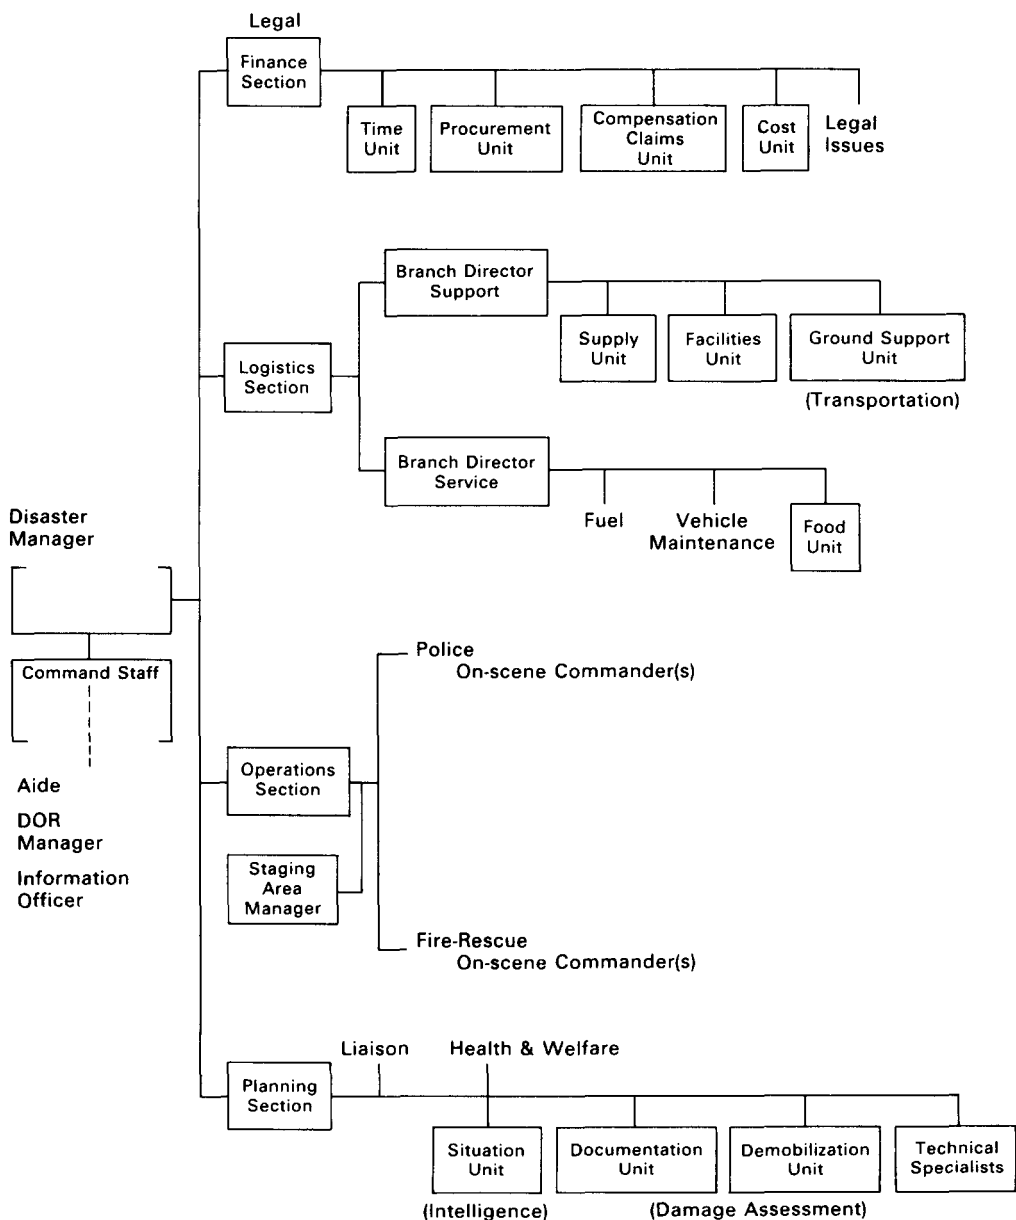 Legal
Finance
Section
Time
Unit
Procurement
Unit
Compensation
Claims
Unit
Cost
Unit
Legal
Issues
Branch Director
Support
Supply
Unit
Facilities
Unit
Ground Support
Unit
(Transportation)
Logistics
Section
Branch Director
Service
Fuel
Vehicle
Maintenance
Food
Unit
Disaster
Manager
Command Staff
Aide
DOR
Manager
Information
Officer
Police
On-scene Commander(s)
Operations
Section
Staging
Area
Manager
Fire-Rescue
On-scene Commander(s)
Liaison
Health & Welfare
Planning
Section
Situation
Unit
(Intelligence)
Documentation
Unit
Demobilization
Unit
(Damage Assessment)
Technical
Specialists